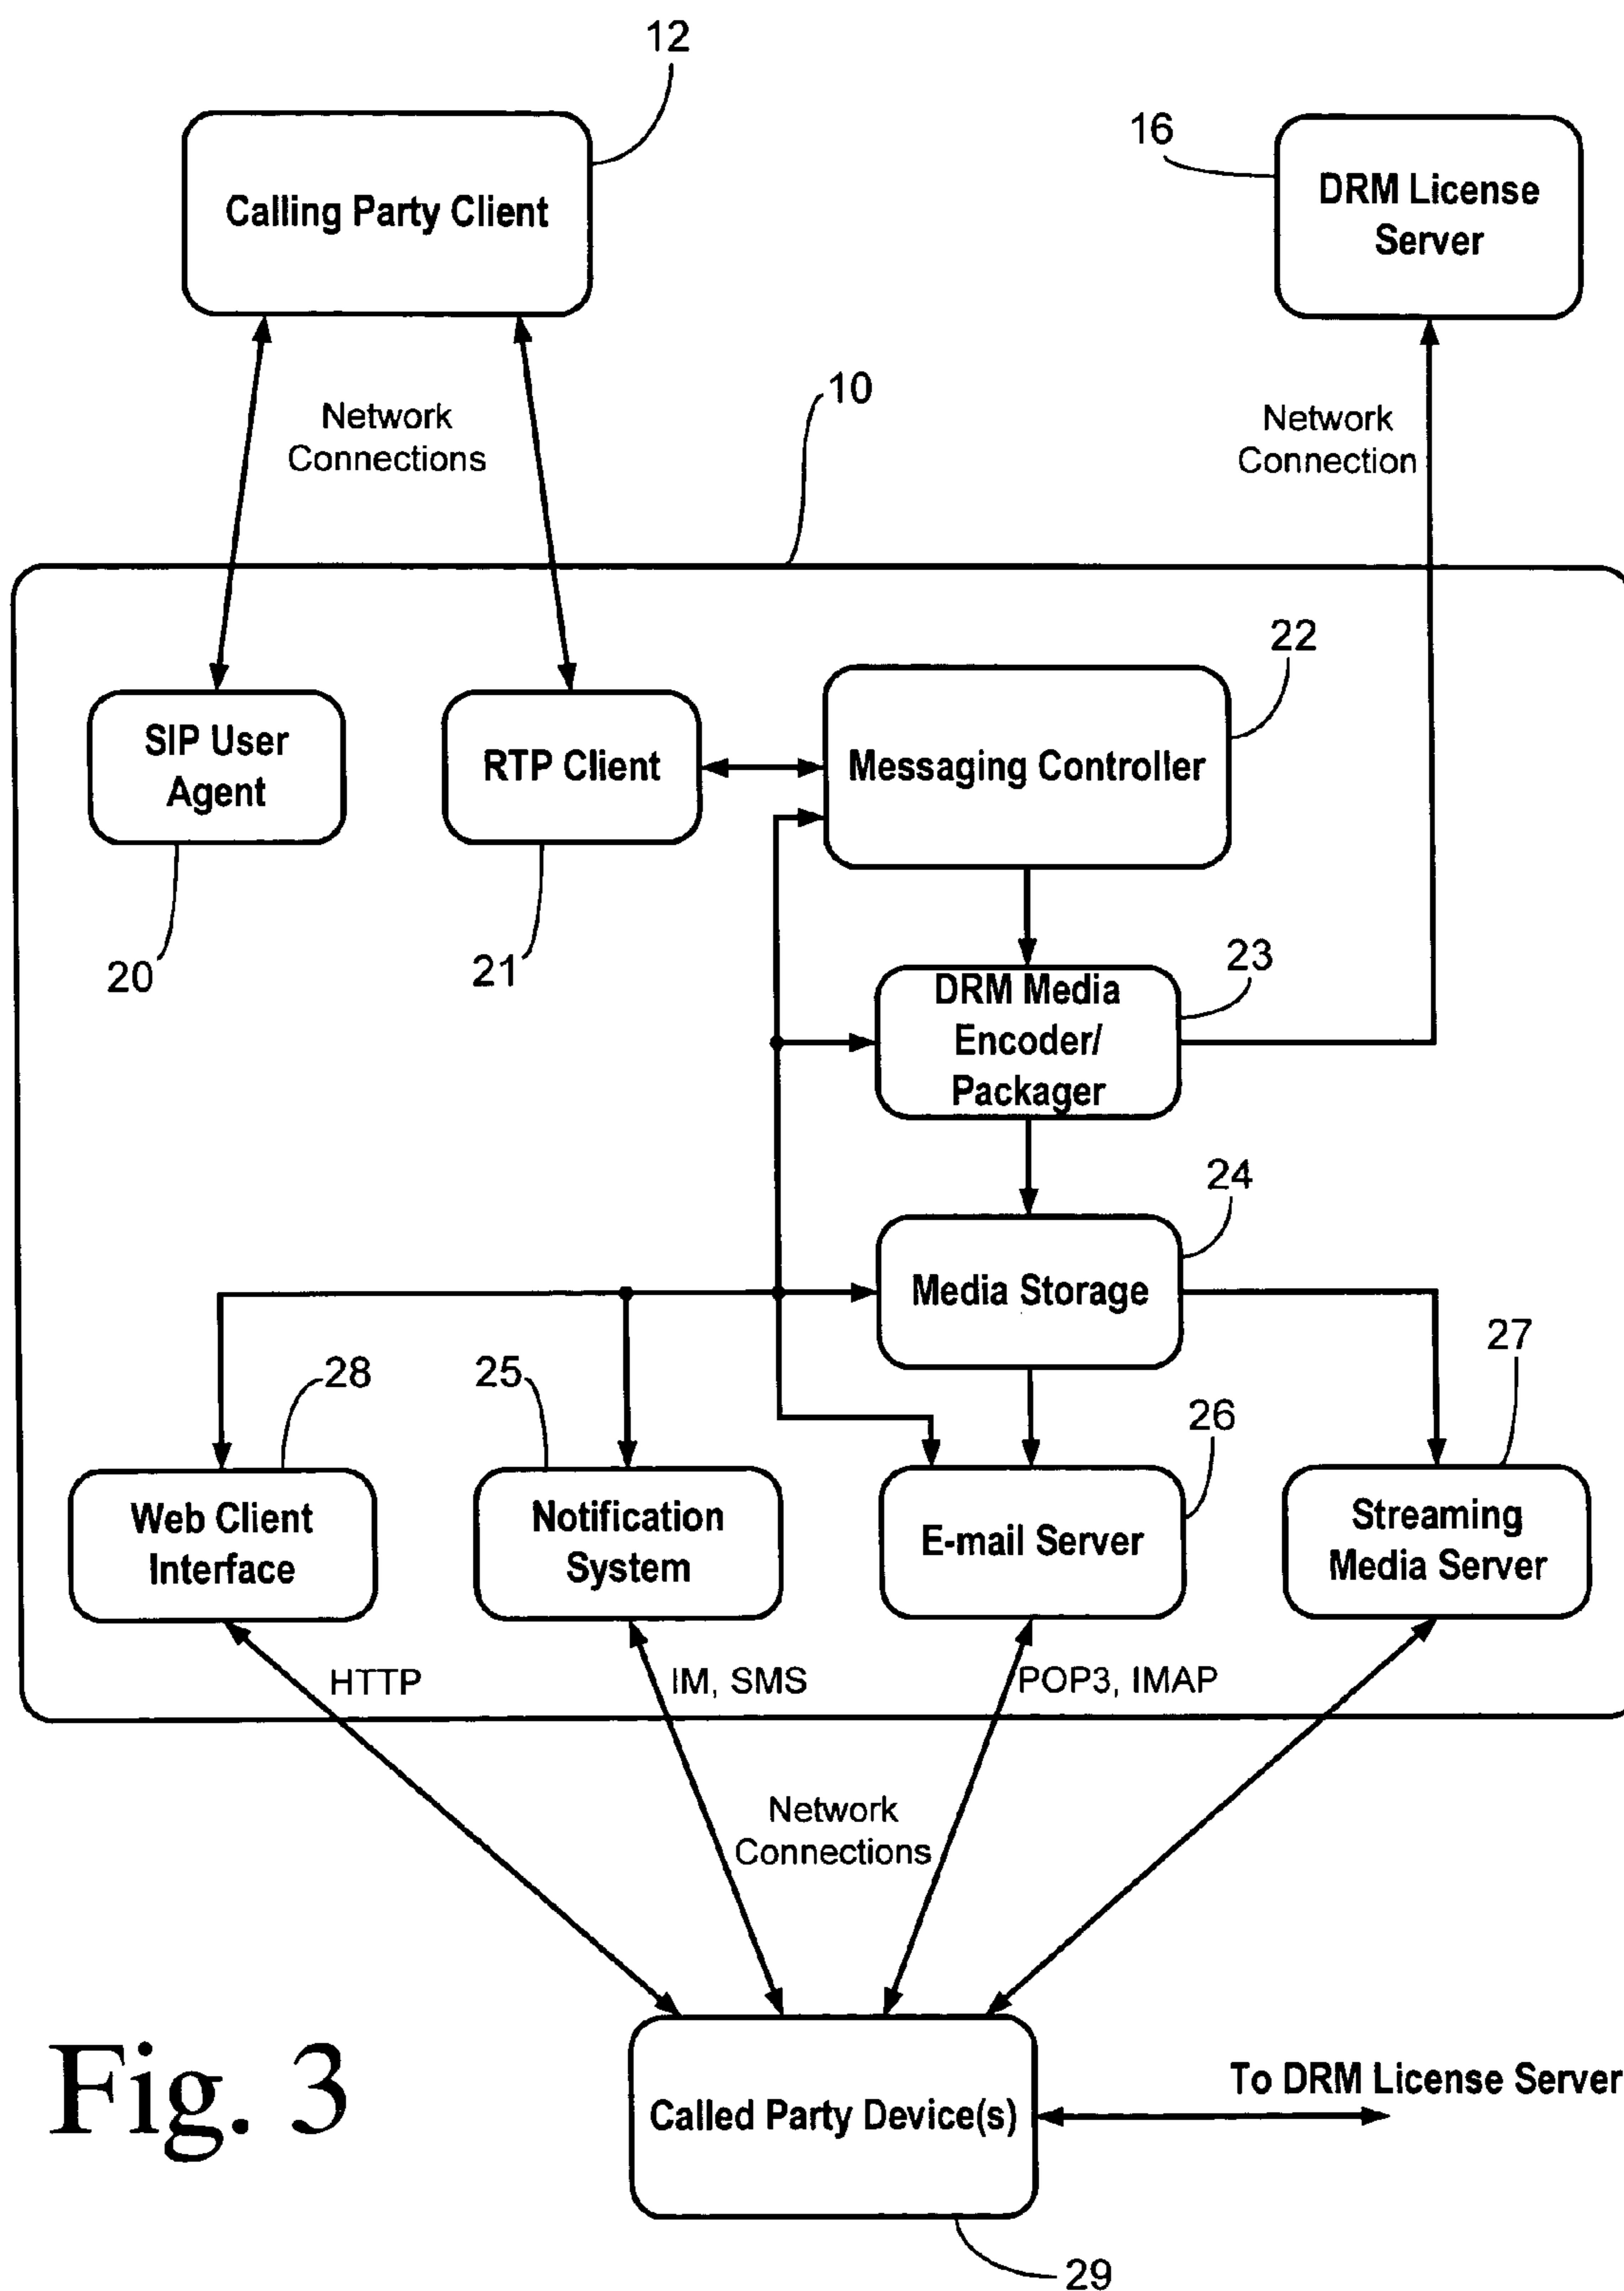 12
Calling Party Client
16
DRM License
Server
Network
Connections
10
Network
Connection
22
SIP User
Agent
RTP Client
Messaging Controller
20
21
23
DRM Media
Encoder/
Packager
24
Media Storage
28
25
26
27
Web Client
Interface
Notification
System
E-mail Server
Streaming
Media Server
HTTP
IM, SMS
POP3, IMAP
Network
Connections
Fig. 3
Called Party Device(s)
To DRM License Server
29